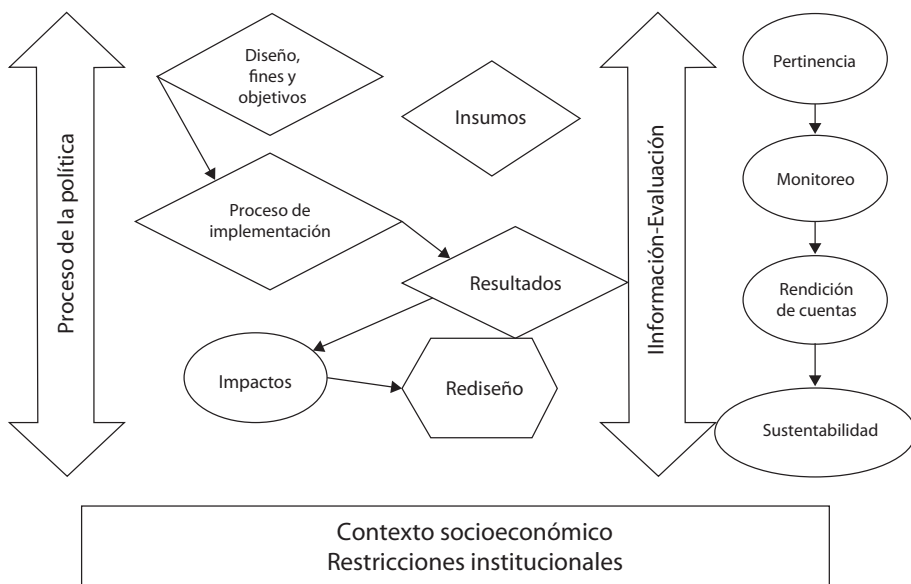 Proceso de la política
Diseño,
fines y
objetivos
Insumos
Proceso de
implementación
Resultados
Impactos
Rediseño
IInformación-Evaluación
Pertinencia
Monitoreo
Rendición
de cuentas
Sustentabilidad
Contexto socioeconómico
Restricciones institucionales